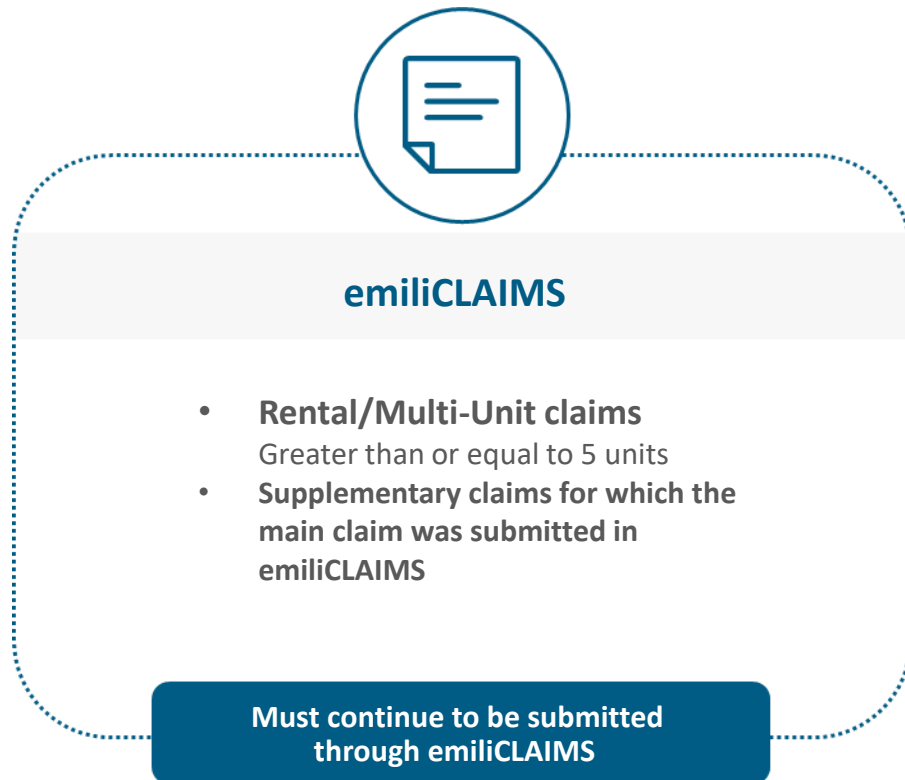 emiliCLAIMS
• Rental/Multi-Unit claims
Greater than or equal to 5 units
• Supplementary claims for which the
main claim was submitted in
emiliCLAIMS
Must continue to be submitted
through emiliCLAIMS